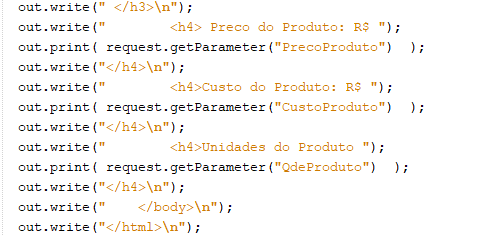 out.write(" </h3>\n");
out.write("        <h4> Preco do Produto: R$ ");
out.print( request.getParameter("PrecoProduto")  );
out.write("</h4>\n");
out.write("        <h4>Custo do Produto: R$ ");
out.print( request.getParameter("CustoProduto")  );
out.write("</h4>\n");
out.write("        <h4>Unidades do Produto ");
out.print( request.getParameter("QdeProduto")  );
out.write("</h4>\n");
out.write("    </body>\n");
out.write("</html>\n");